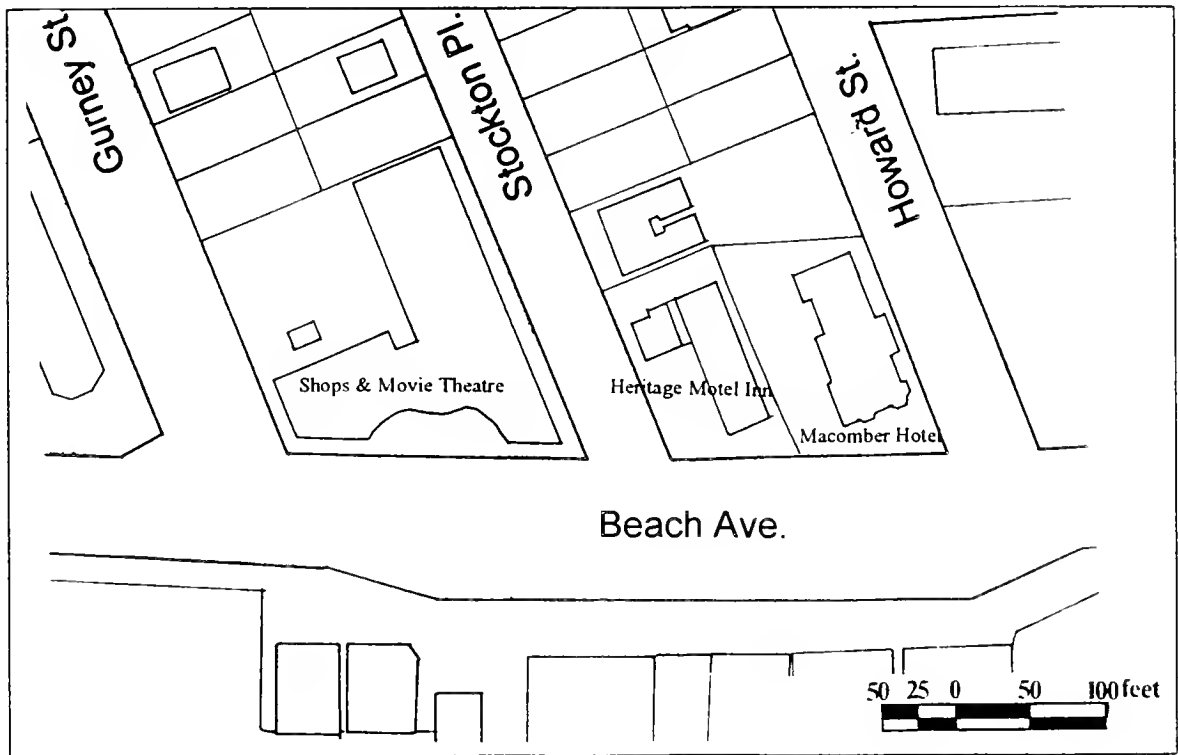 Gurney St.
Stockton Pl.
Howard St.
Shops & Movie Theatre
Heritage Motel Inn
Macomber Hotel
Beach Ave.
50 25 0 50 100 feet